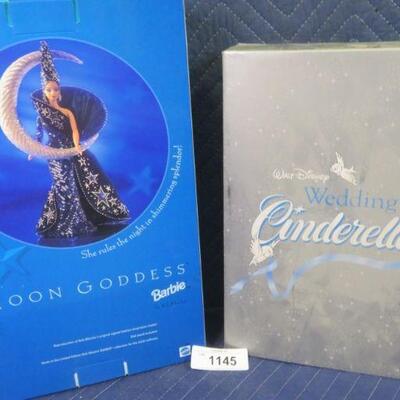 She rules the night in shimmering splendor!
OON GODDESS
Barbie
1145
WALT DISNEY
Wedding
Cinderella